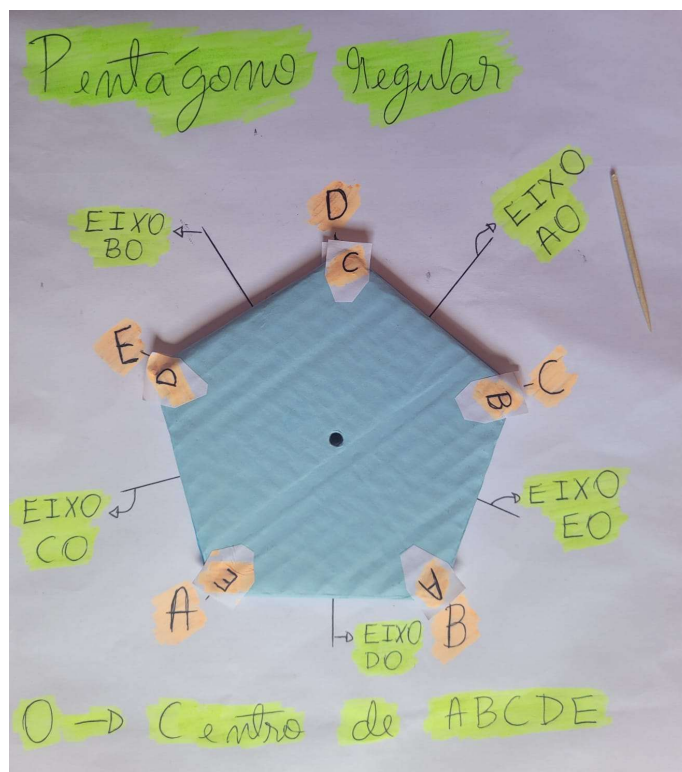 Pentágono regular
EIXO
AO
D
EIXO
BO
C
E
D
C
B
EIXO
CO
EIXO
EO
A
E
A
B
EIXO
DO
O → Centro de ABCDE